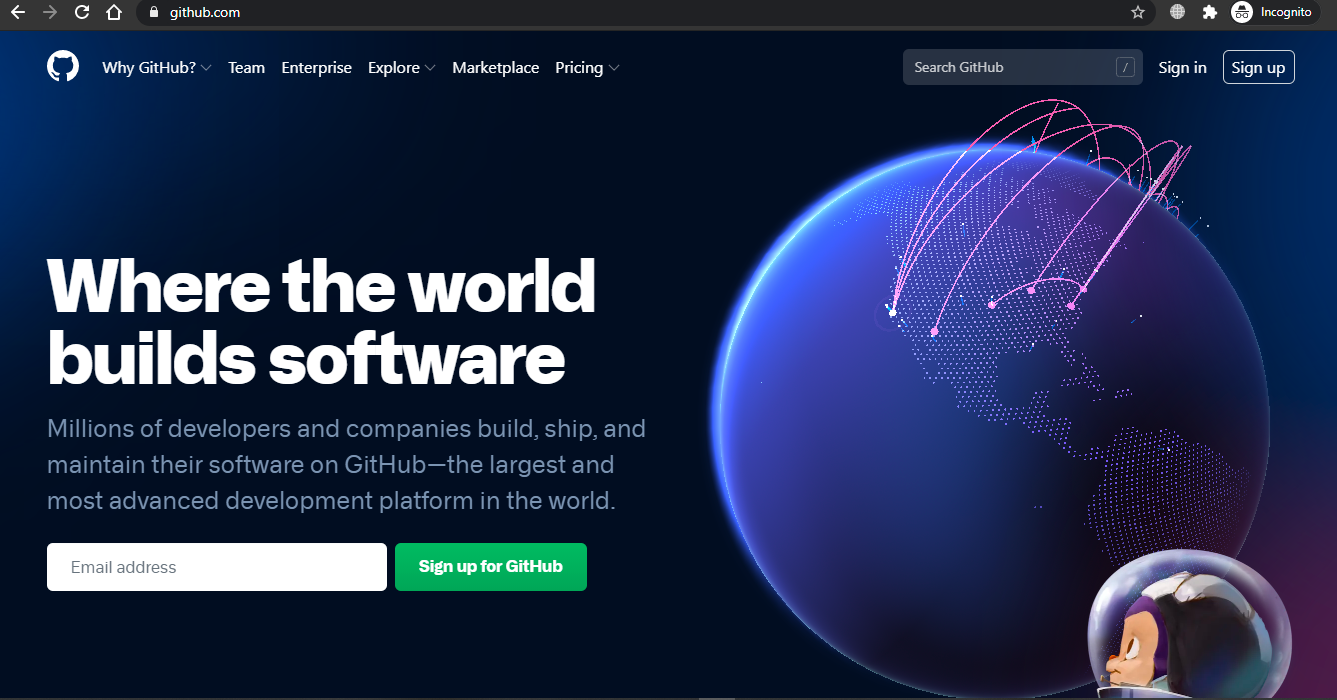 github.com
Incognito
Why GitHub? Team Enterprise Explore Marketplace Pricing
Search GitHub /
Sign in
Sign up
Where the world
builds software
Millions of developers and companies build, ship, and
maintain their software on GitHub—the largest and
most advanced development platform in the world.
Email address
Sign up for GitHub